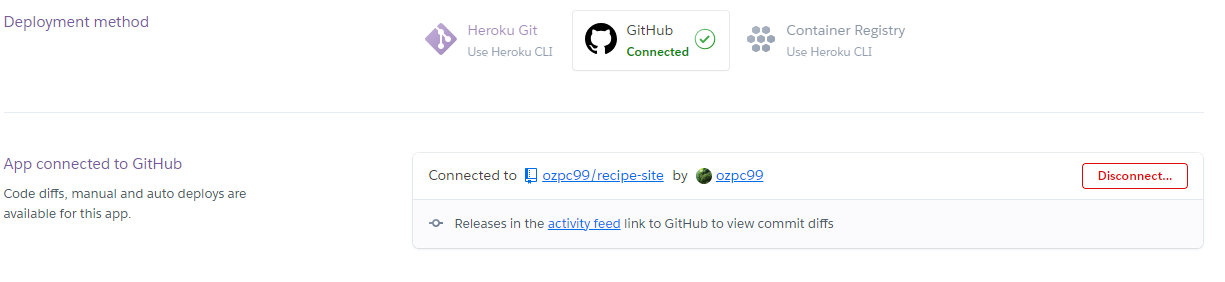 Deployment method
Heroku Git
Use Heroku CLI
GitHub
Connected
Container Registry
Use Heroku CLI
App connected to GitHub
Code diffs, manual and auto deploys are
available for this app.
Connected to ozpc99/recipe-site by ozpc99
Disconnect...
Releases in the activity feed link to GitHub to view commit diffs